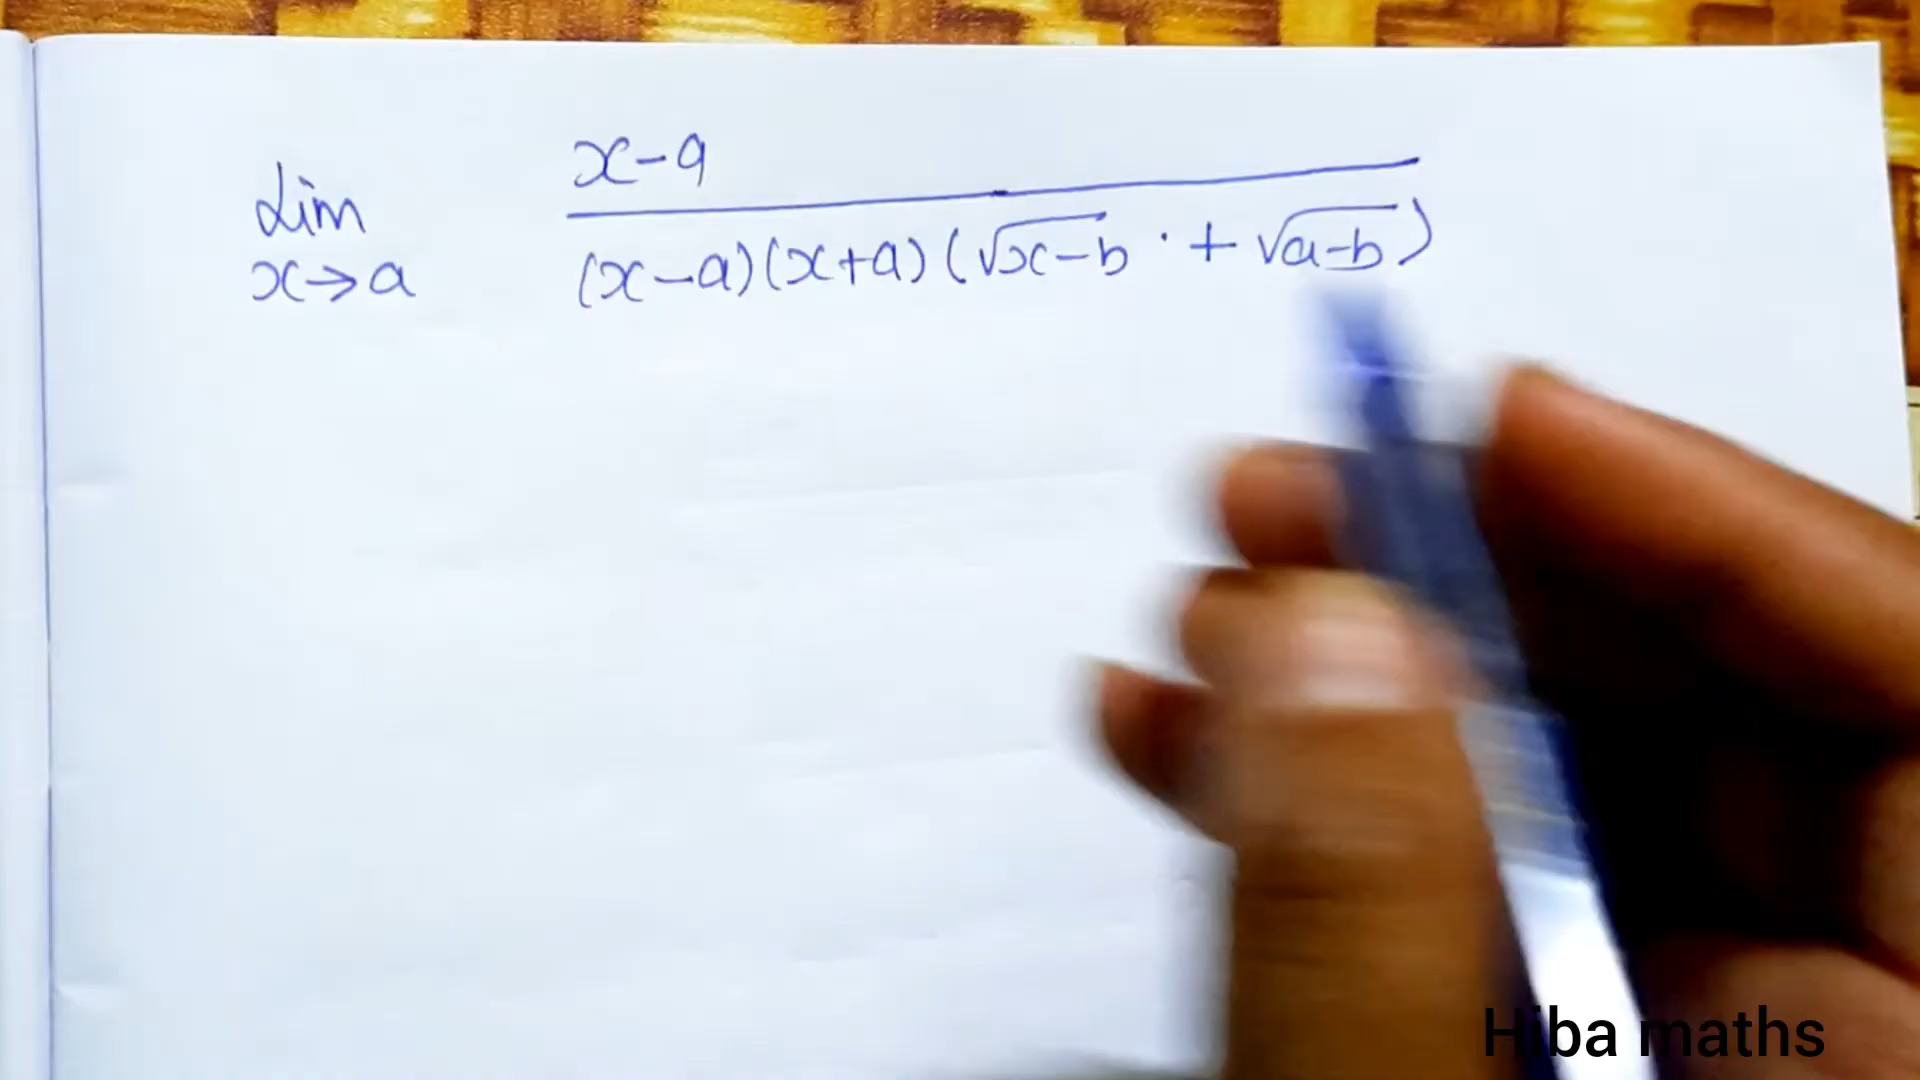 Lim x→a x-a / (x-a)(x+a)(√x-b + √a-b)
Hiba maths